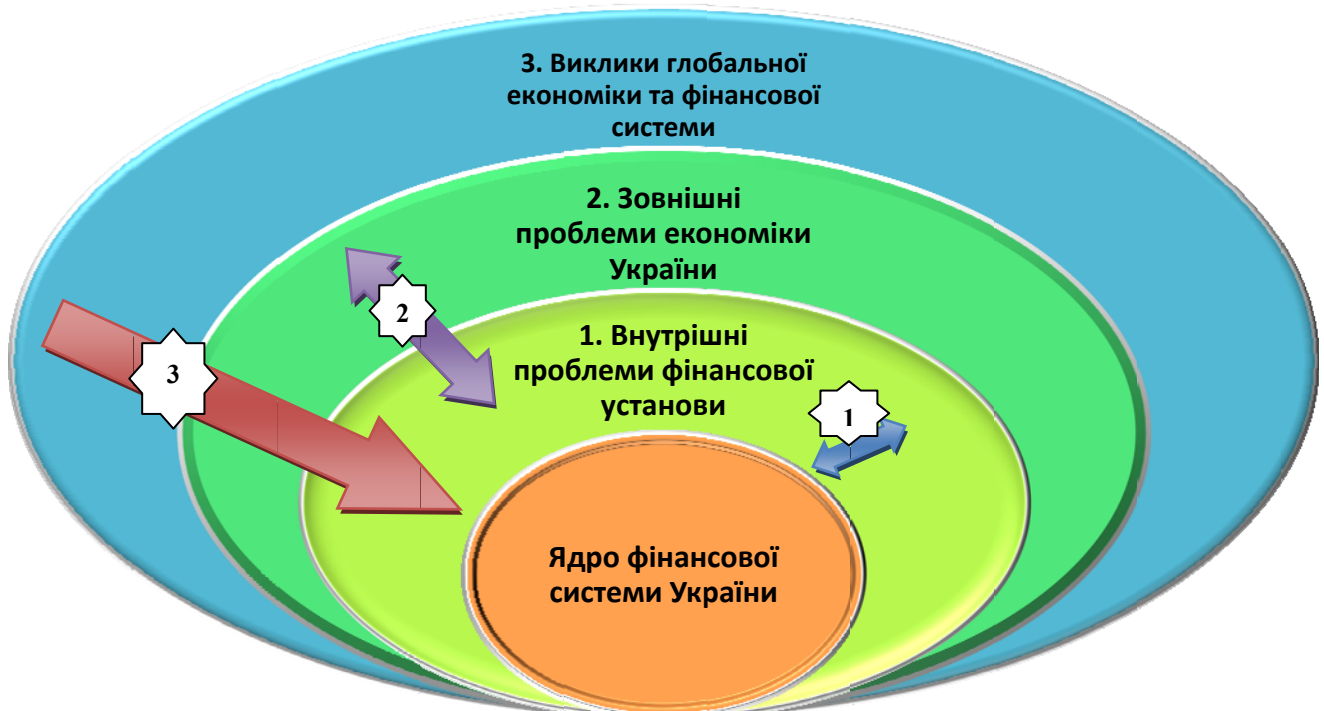 3. Виклики глобальної
економіки та фінансової
системи
2. Зовнішні
проблеми економіки
України
2
1. Внутрішні
проблеми фінансової
установи
3
1
Ядро фінансової
системи України